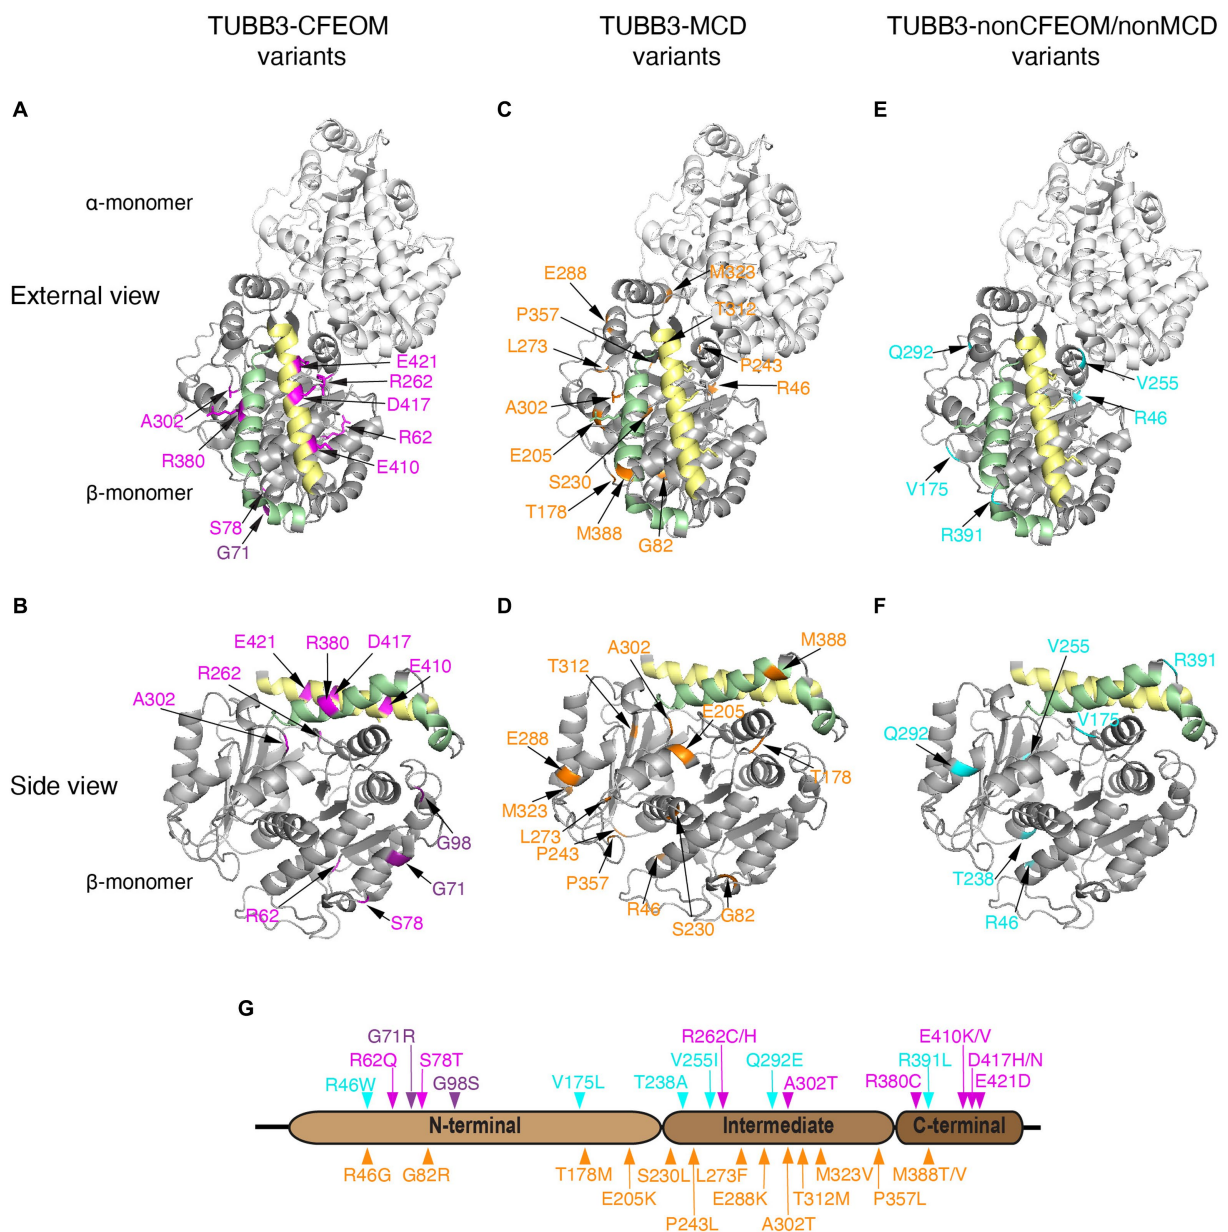 TUBB3-CFEOM
variants
TUBB3-MCD
variants
TUBB3-nonCFEOM/nonMCD
variants
A
α-monomer
External view
E421
R262
D417
A302
R62
R380
E410
β-monomer
S78
G71
C
E288
M323
P357
T312
L273
P243
R46
A302
E205
S230
T178
M388
G82
E
Q292
V255
R46
V175
R391
B
E421
R380
D417
R262
E410
A302
Side view
G98
β-monomer
G71
R62
S78
D
A302
M388
T312
E205
E288
T178
M323
L273
P243
P357
R46
G82
S230
F
V255
R391
V175
Q292
T238
R46
G
G71R
R62Q
S78T
R46W
G98S
V175L
R262C/H
V255I
Q292E
T238A
A302T
E410K/V
R391L
D417H/N
R380C
E421D
N-terminal
Intermediate
C-terminal
R46G
G82R
T178M
S230L
L273F
M323V
M388T/V
E205K
E288K
T312M
P357L
P243L
A302T